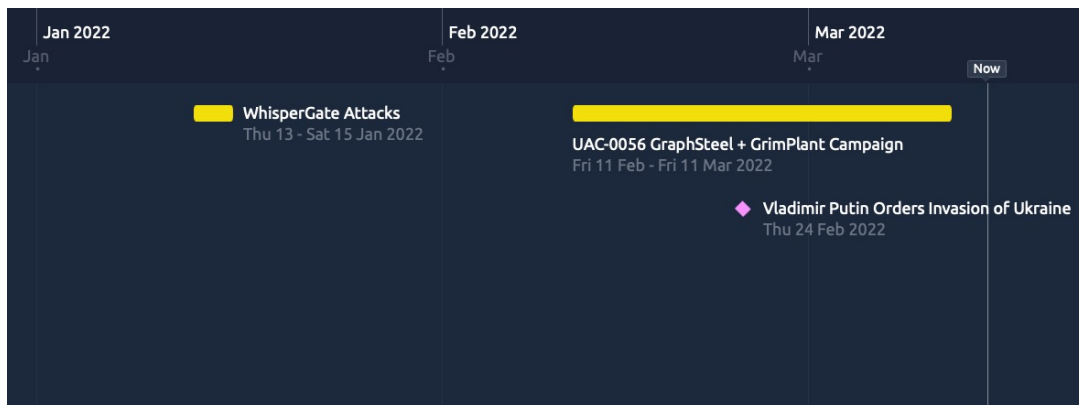 Jan 2022
Feb 2022
Mar 2022
Jan
Feb
Mar
Now
WhisperGate Attacks
Thu 13 - Sat 15 Jan 2022
UAC-0056 GraphSteel + GrimPlant Campaign
Fri 11 Feb - Fri 11 Mar 2022
Vladimir Putin Orders Invasion of Ukraine
Thu 24 Feb 2022